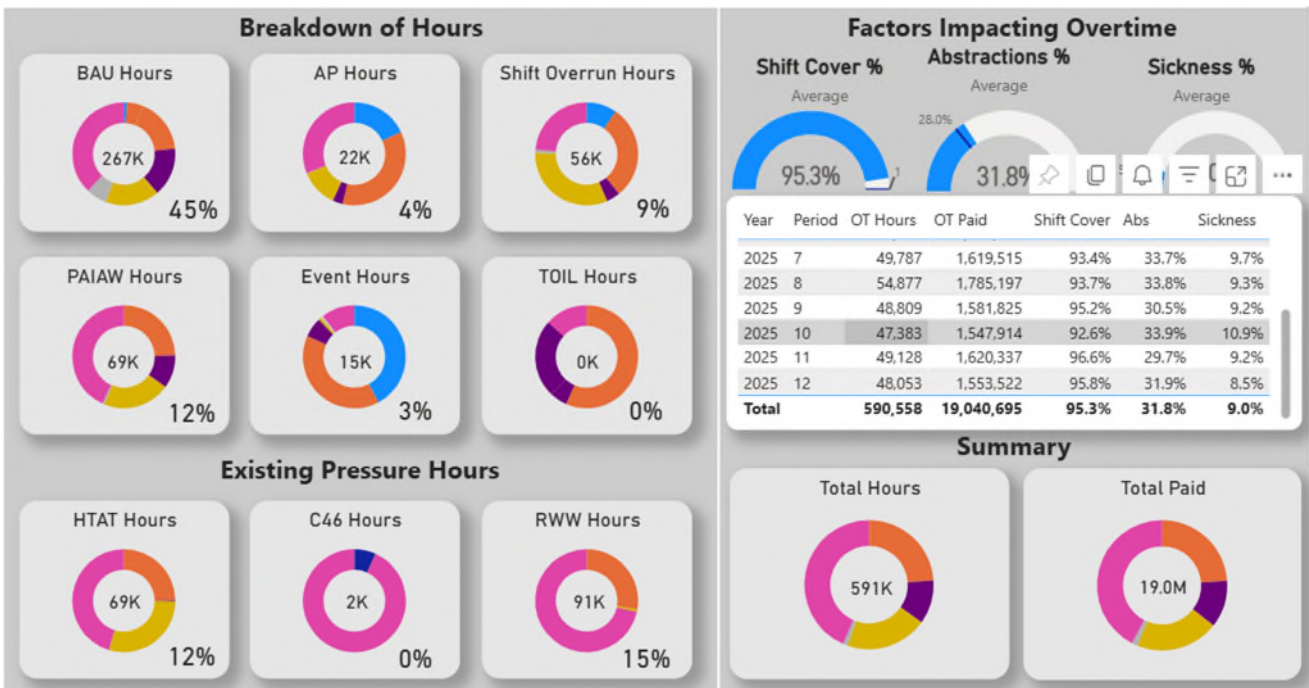 Breakdown of Hours
BAU Hours
267K
45%
AP Hours
22K
4%
Shift Overrun Hours
56K
9%
PAIAW Hours
69K
12%
Event Hours
15K
3%
TOIL Hours
0K
0%
Existing Pressure Hours
HTAT Hours
69K
12%
C46 Hours
2K
0%
RWW Hours
91K
15%
Factors Impacting Overtime
Shift Cover %
Average
95.3%
1
Abstractions %
Average
28.0%
31.8%
Sickness %
Average
Year Period OT Hours OT Paid Shift Cover Abs Sickness
2025 7 49,787 1,619,515 93.4% 33.7% 9.7%
2025 8 54,877 1,785,197 93.7% 33.8% 9.3%
2025 9 48,809 1,581,825 95.2% 30.5% 9.2%
2025 10 47,383 1,547,914 92.6% 33.9% 10.9%
2025 11 49,128 1,620,337 96.6% 29.7% 9.2%
2025 12 48,053 1,553,522 95.8% 31.9% 8.5%
Total 590,558 19,040,695 95.3% 31.8% 9.0%
Summary
Total Hours
591K
Total Paid
19.0M